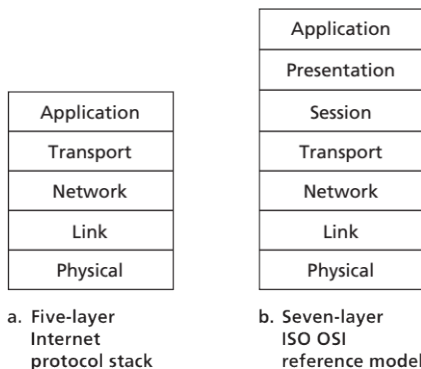 Application
Transport
Network
Link
Physical
a. Five-layer
Internet
protocol stack
Application
Presentation
Session
Transport
Network
Link
Physical
b. Seven-layer
ISO OSI
reference model